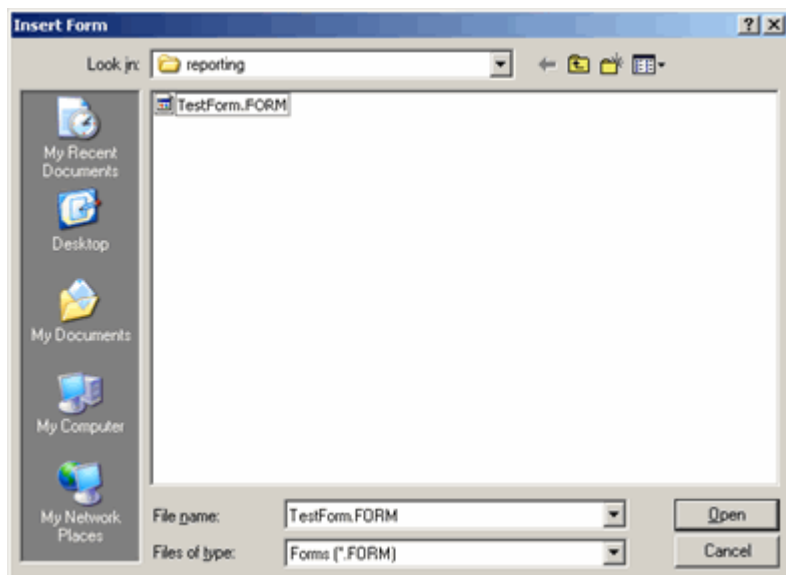 Insert Form
Look in: reporting
TestForm.FORM
My Recent
Documents
Desktop
My Documents
My Computer
My Network
Places
File name: TestForm.FORM Open
Files of type: Forms (*.FORM) Cancel